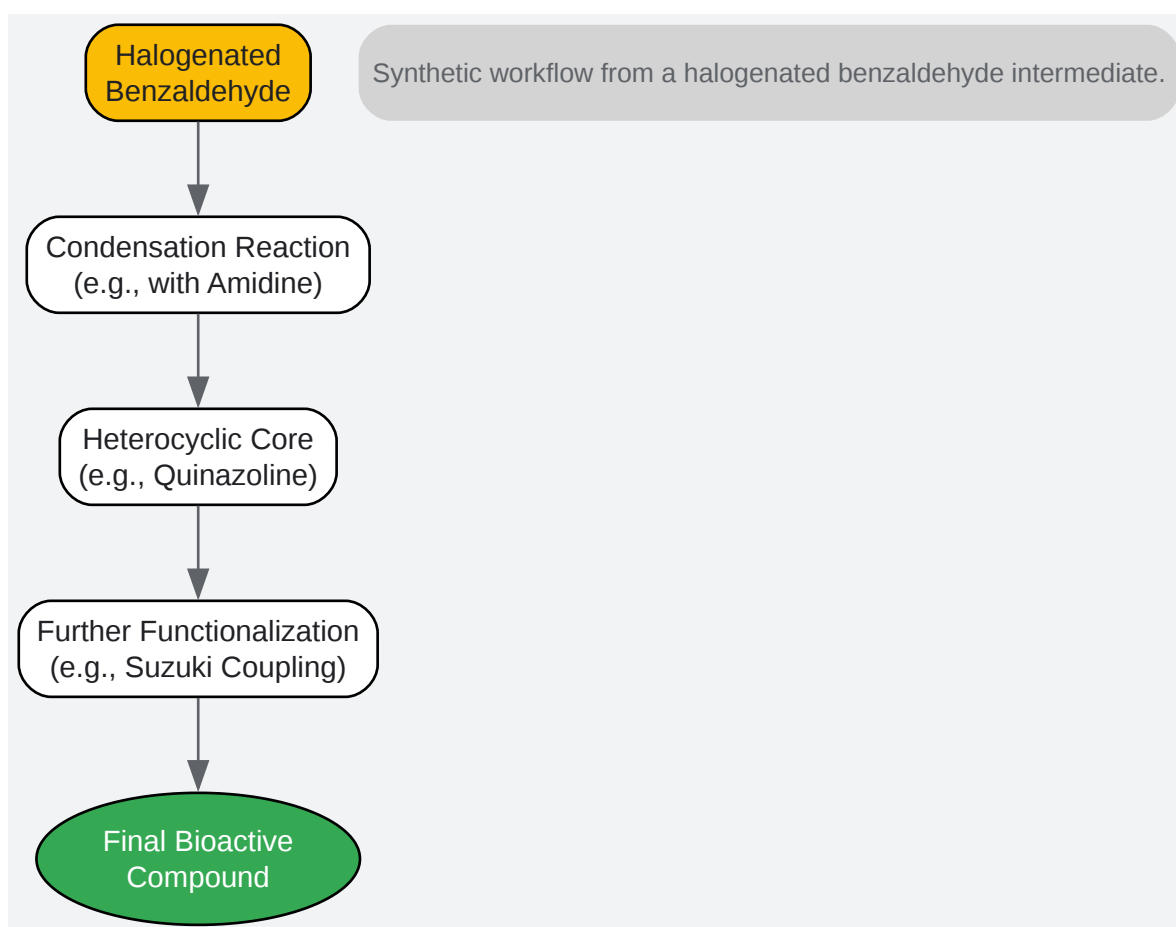 Halogenated
Benzaldehyde
Synthetic workflow from a halogenated benzaldehyde intermediate.
Condensation Reaction
(e.g., with Amidine)
Heterocyclic Core
(e.g., Quinazoline)
Further Functionalization
(e.g., Suzuki Coupling)
Final Bioactive
Compound